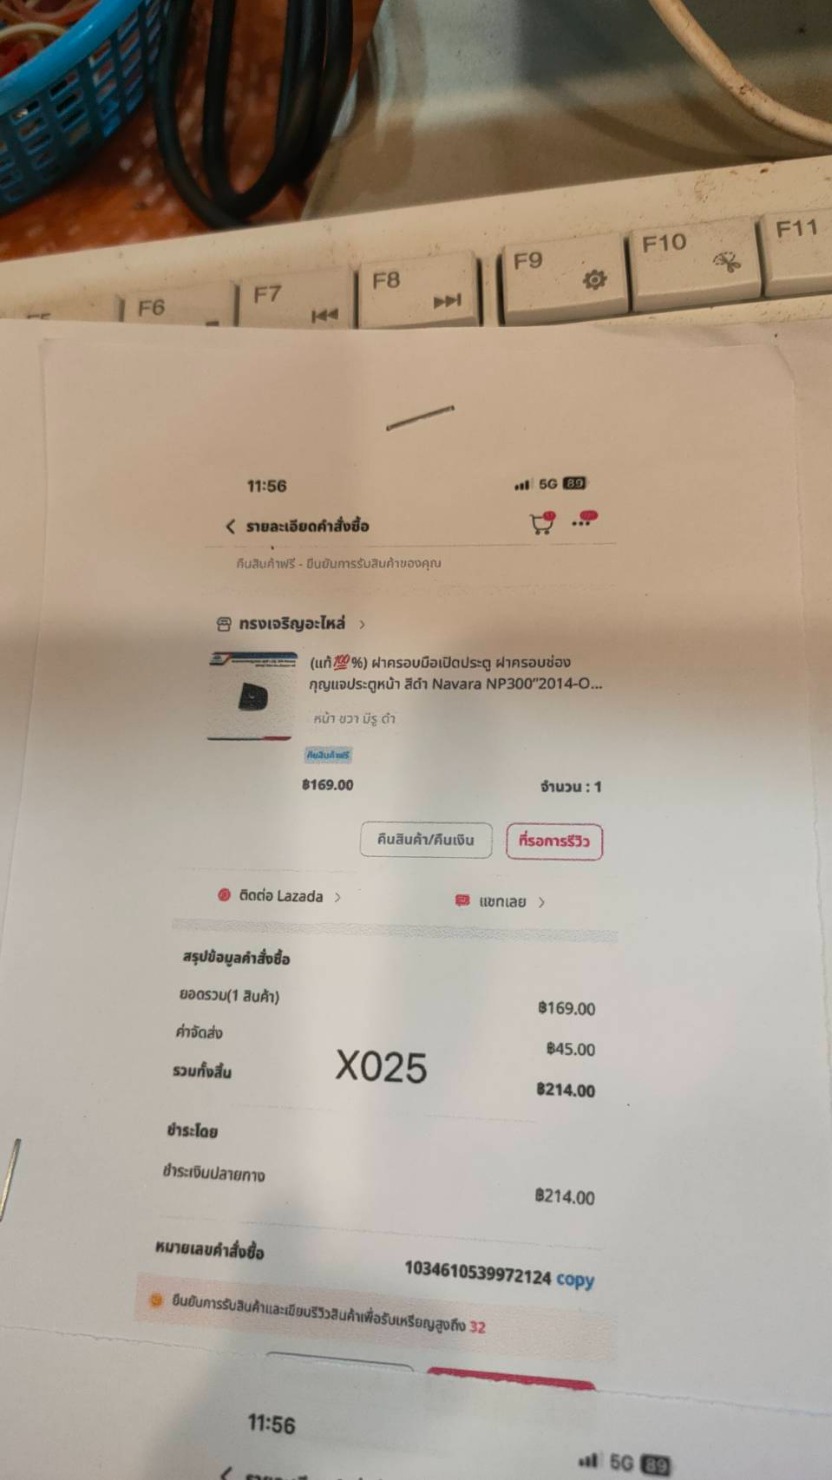 F6
F7
F8
F9
F10
F11
11:56
5G 89
รายละเอียดคำสั่งซื้อ
คืนสินค้าฟรี - ยืนยันการรับสินค้าของคุณ
ทรงเจริญอะไหล่ >
(แท้💯%) ฝาครอบมือเปิดประตู ฝาครอบช่อง
กุญแจประตูหน้า สีดำ Navara NP300"2014-O...
หน้า ขวา มีรู ดำ
คืนสินค้าฟรี
฿169.00
จำนวน : 1
คืนสินค้า/คืนเงิน
ที่รอการรีวิว
ติดต่อ Lazada >
แชทเลย >
สรุปข้อมูลคำสั่งซื้อ
ยอดรวม(1 สินค้า)
฿169.00
ค่าจัดส่ง
฿45.00
X025
รวมทั้งสิ้น
฿214.00
ชำระโดย
ชำระเงินปลายทาง
฿214.00
หมายเลขคำสั่งซื้อ
1034610539972124 copy
ยืนยันการรับสินค้าและเขียนรีวิวสินค้าเพื่อรับเหรียญสูงถึง 32
11:56
5G 89